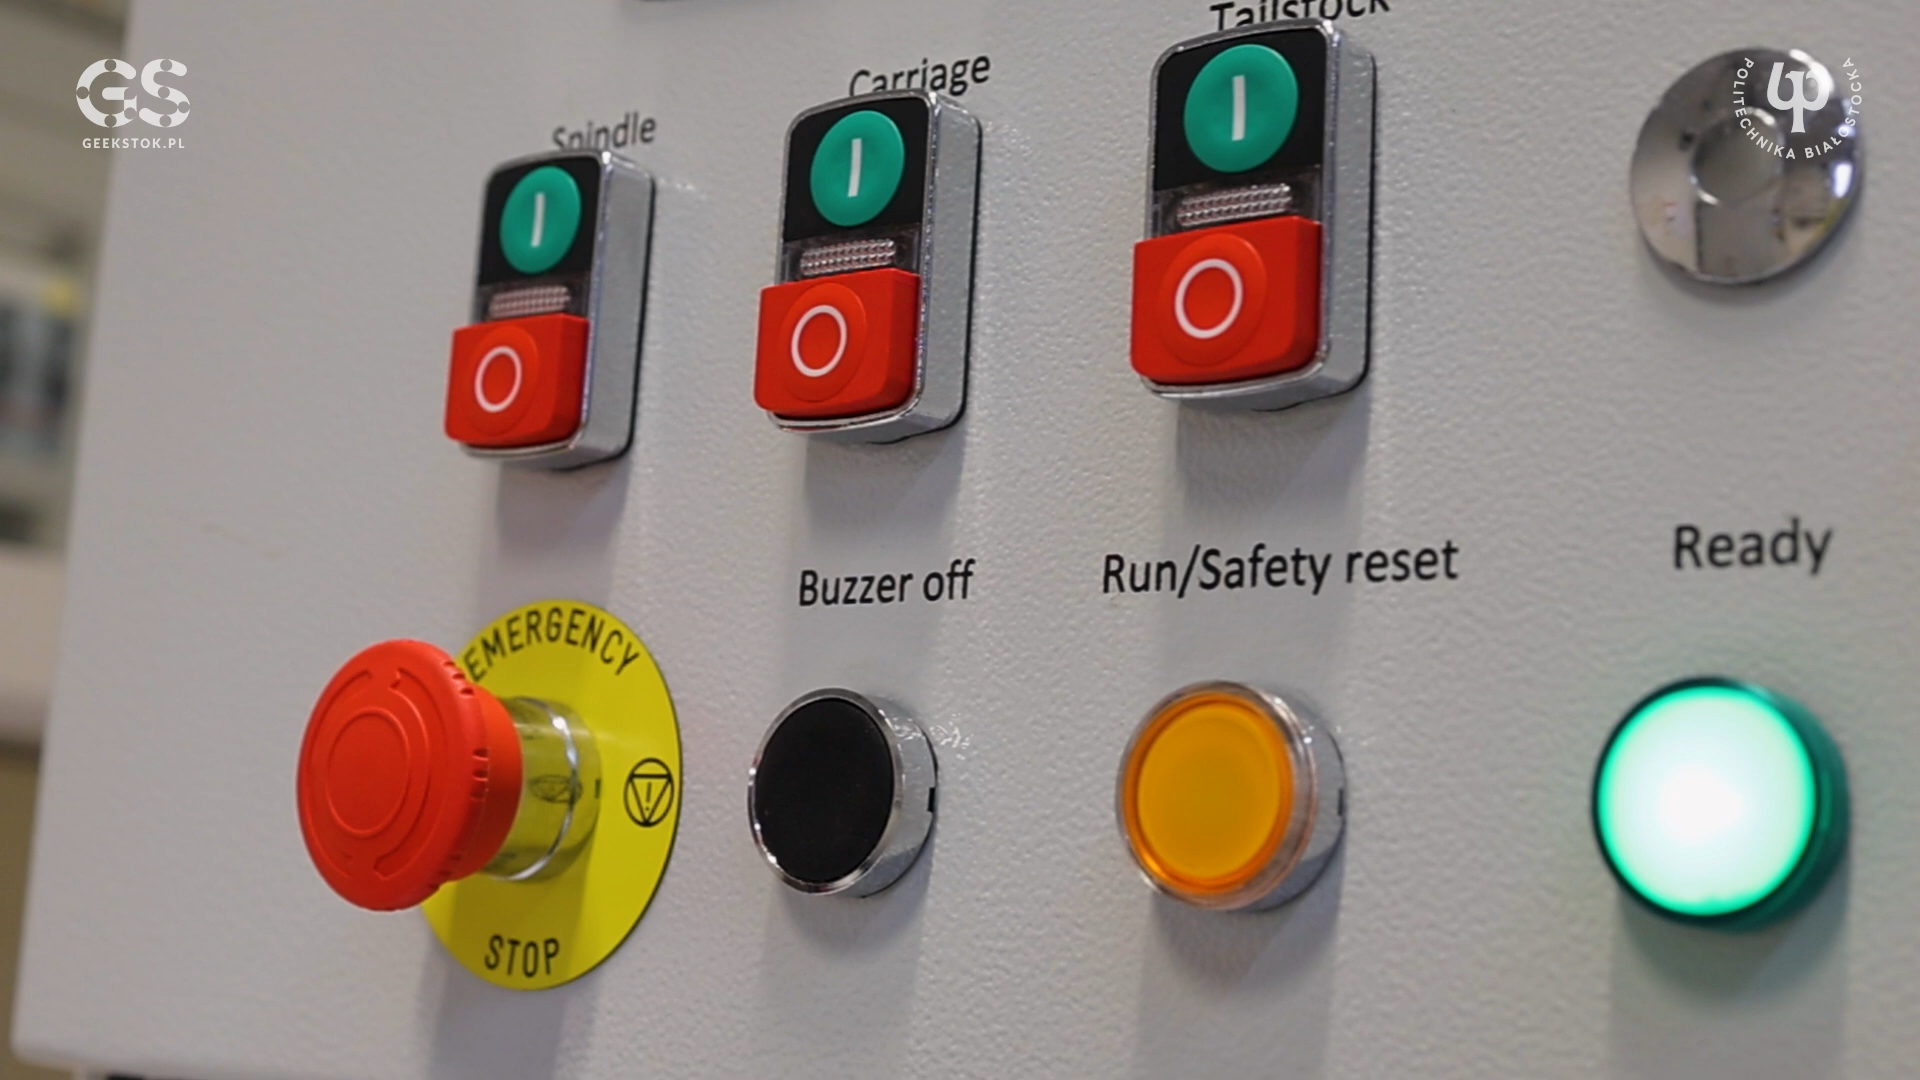 GS
GEEKSTOK.PL
POLITECHNIKA BIAŁOSTOCKA
Spindle
Carriage
Tailstock
I
I
I
O
O
O
Buzzer off
Run/Safety reset
Ready
EMERGENCY
STOP